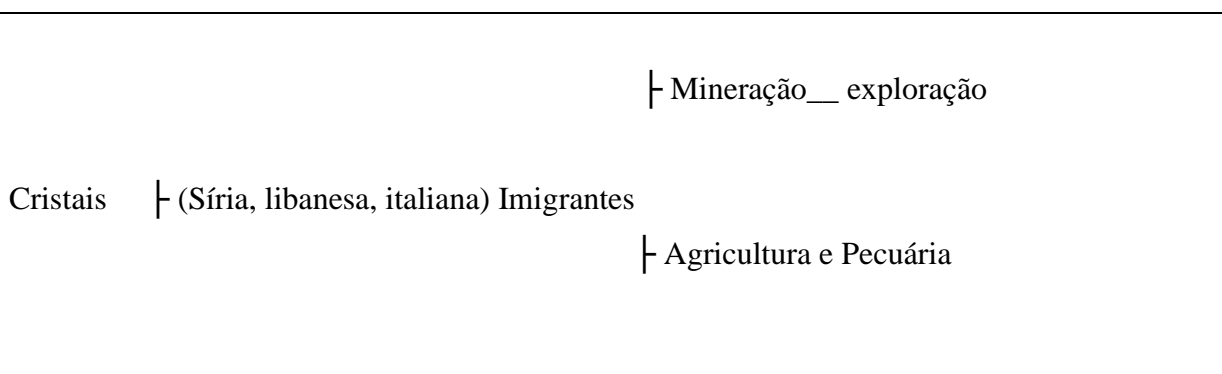 ├ Mineração__ exploração
Cristais ├ (Síria, libanesa, italiana) Imigrantes
├ Agricultura e Pecuária